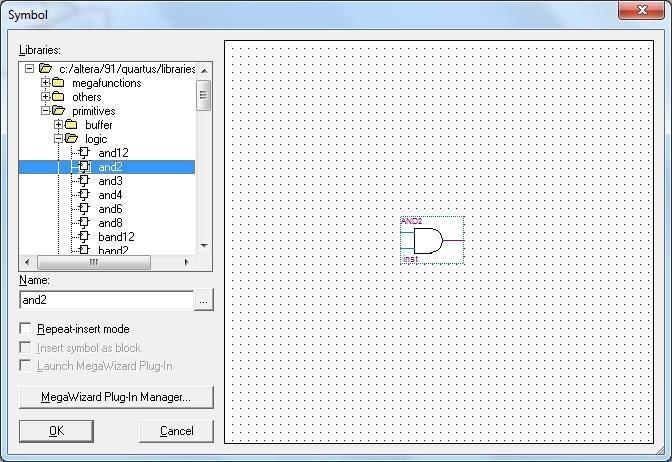 Symbol
Libraries:
c:/altera/91/quartus/libraries
megafunctions
others
primitives
buffer
logic
and12
and2
and3
and4
and6
and8
band12
band2
Name:
and2
...
Repeat-insert mode
Insert symbol as block
Launch MegaWizard Plug-In
MegaWizard Plug-In Manager...
OK
Cancel
AND2
inst